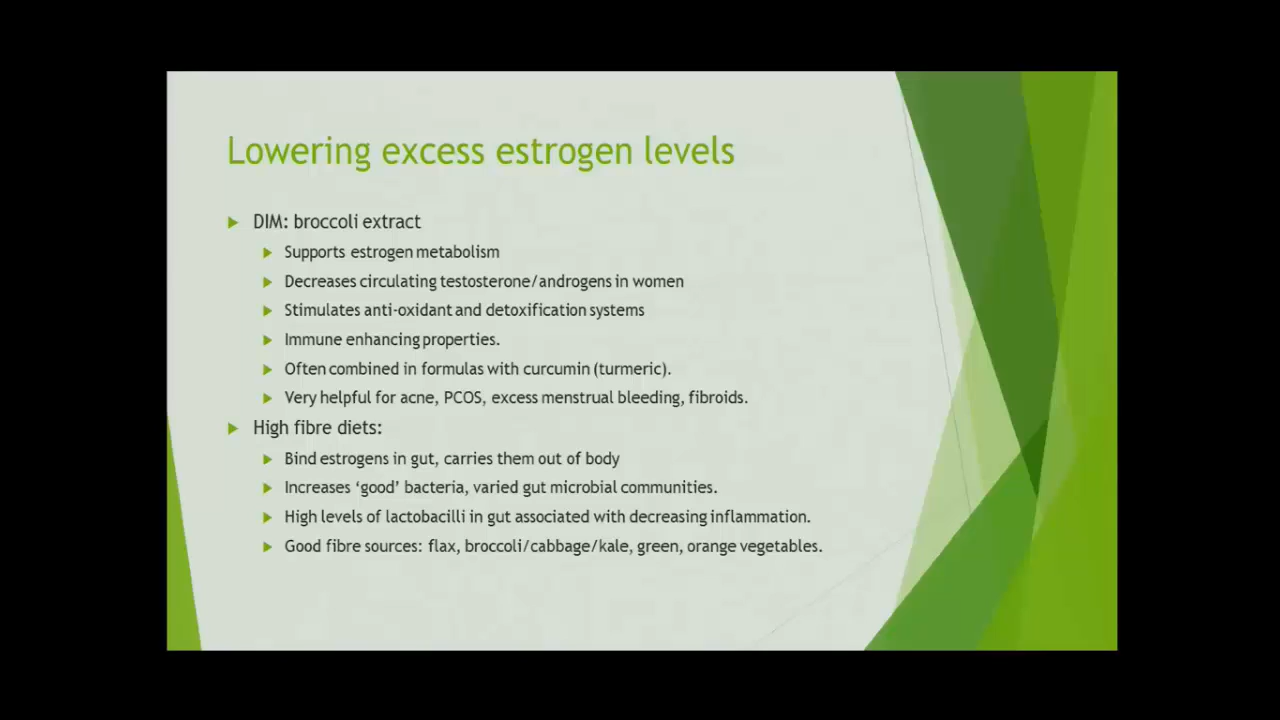 Lowering excess estrogen levels
DIM: broccoli extract
Supports estrogen metabolism
Decreases circulating testosterone/androgens in women
Stimulates anti-oxidant and detoxification systems
Immune enhancing properties.
Often combined in formulas with curcumin (turmeric).
Very helpful for acne, PCOS, excess menstrual bleeding, fibroids.
High fibre diets:
Bind estrogens in gut, carries them out of body
Increases ‘good’ bacteria, varied gut microbial communities.
High levels of lactobacilli in gut associated with decreasing inflammation.
Good fibre sources: flax, broccoli/cabbage/kale, green, orange vegetables.